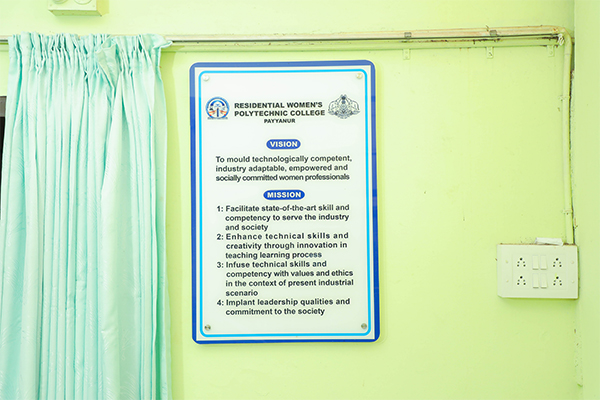 RESIDENTIAL WOMEN'S
POLYTECHNIC COLLEGE
PAYYANUR
VISION
To mould technologically competent,
industry adaptable, empowered and
socially committed women professionals
MISSION
1: Facilitate state-of-the-art skill and
competency to serve the industry
and society
2: Enhance technical skills and
creativity through innovation in
teaching learning process
3: Infuse technical skills and
competency with values and ethics
in the context of present industrial
scenario
4: Implant leadership qualities and
commitment to the society